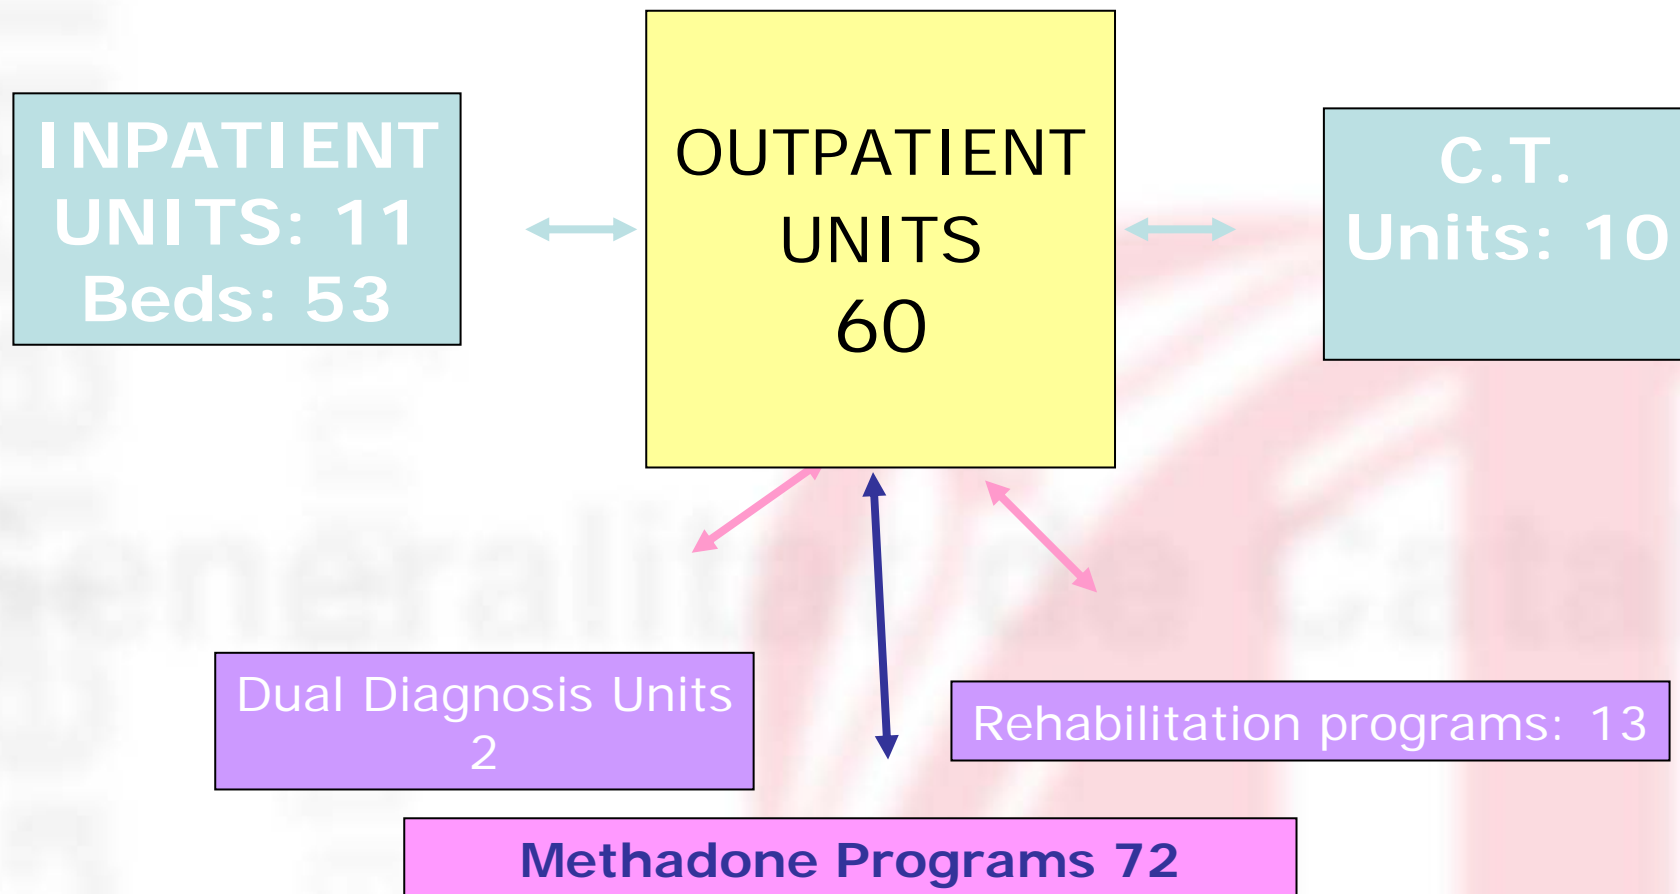 INPATIENT
UNITS: 11
Beds: 53
OUTPATIENT
UNITS
60
C.T.
Units: 10
Dual Diagnosis Units
2
Rehabilitation programs: 13
Methadone Programs 72